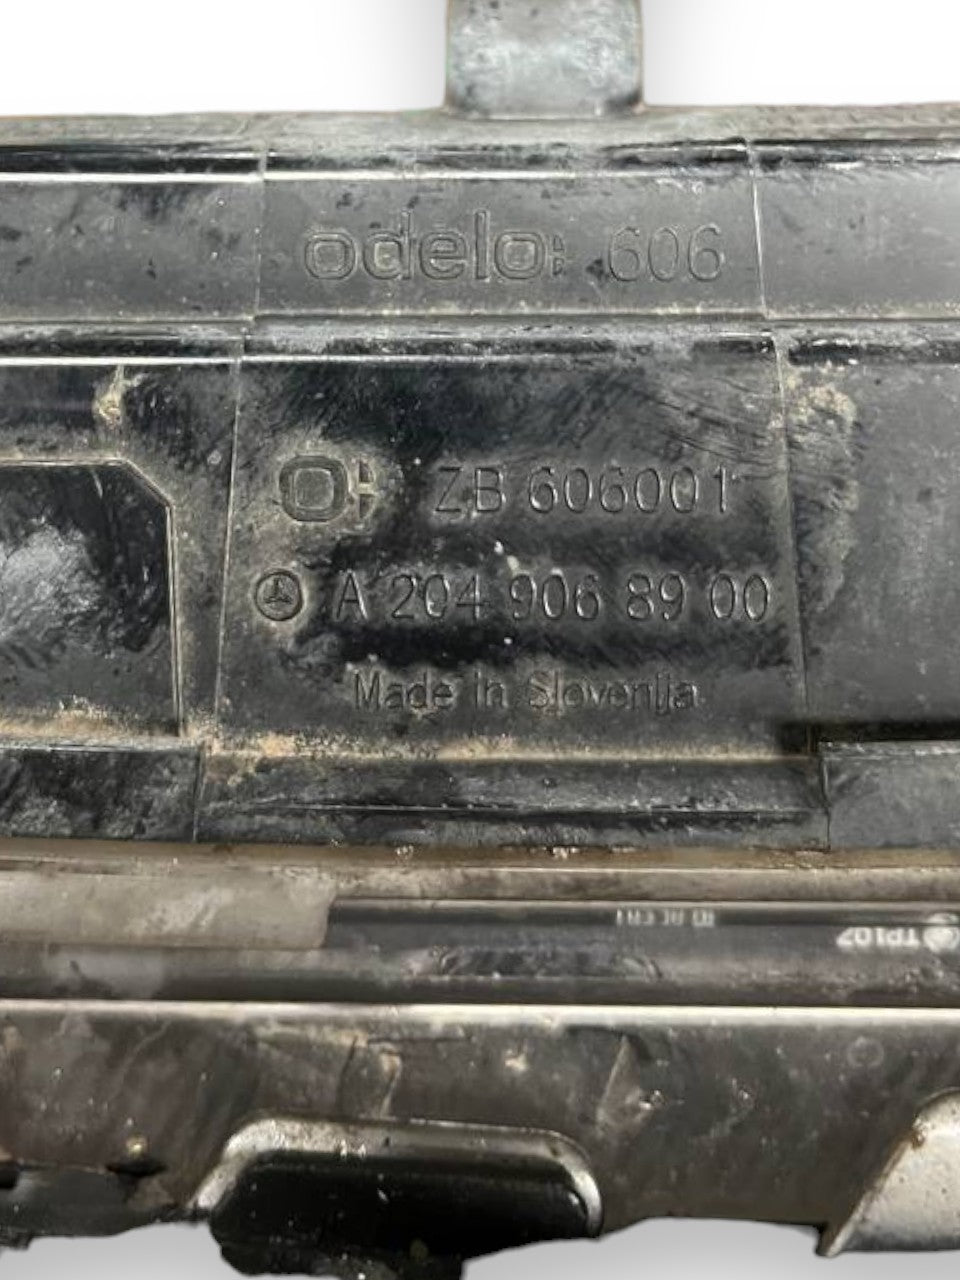 odelo 606
ZB 606001
A 204 906 89 00
Made in Slovenija
TP107